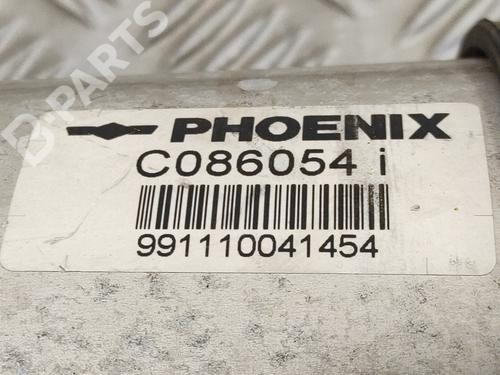 B-PARTS
PHOENIX
C086054 i
991110041454